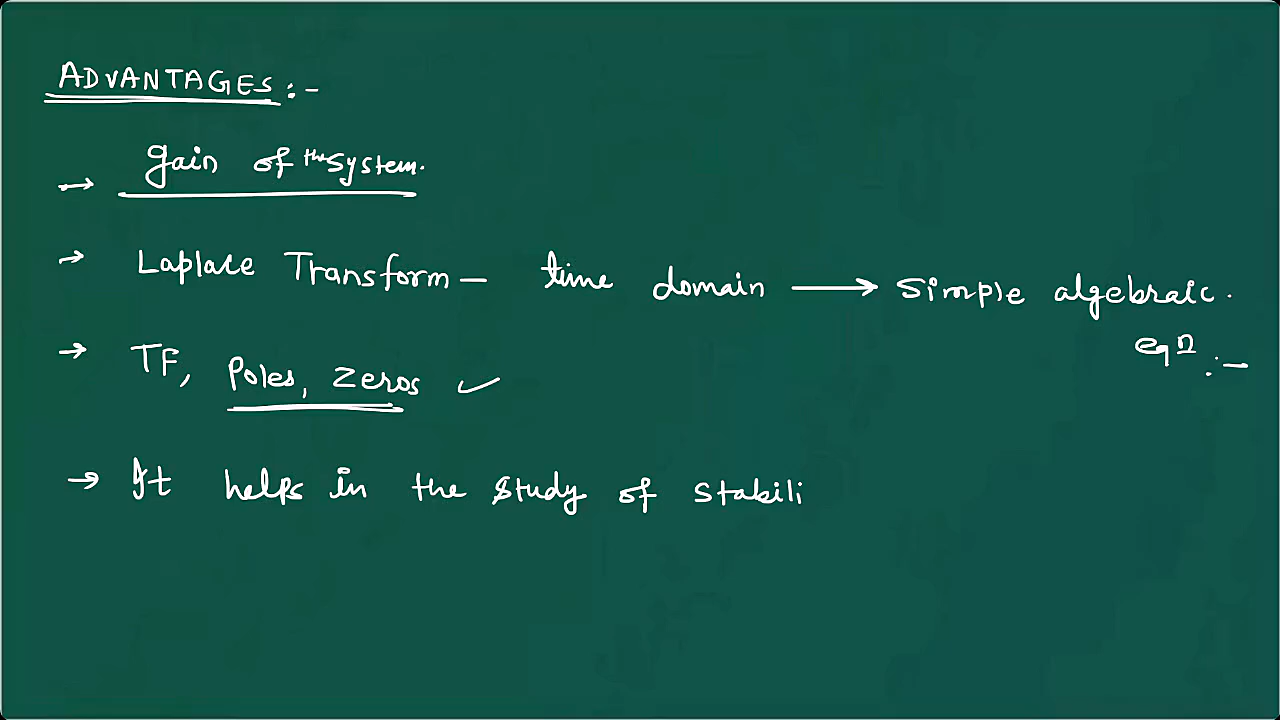 ADVANTAGES :-
→ gain of the system.
→ Laplace Transform – time domain → Simple algebraic.
eqn :-
→ TF, Poles, Zeros ✓
→ It helps in the study of stabili